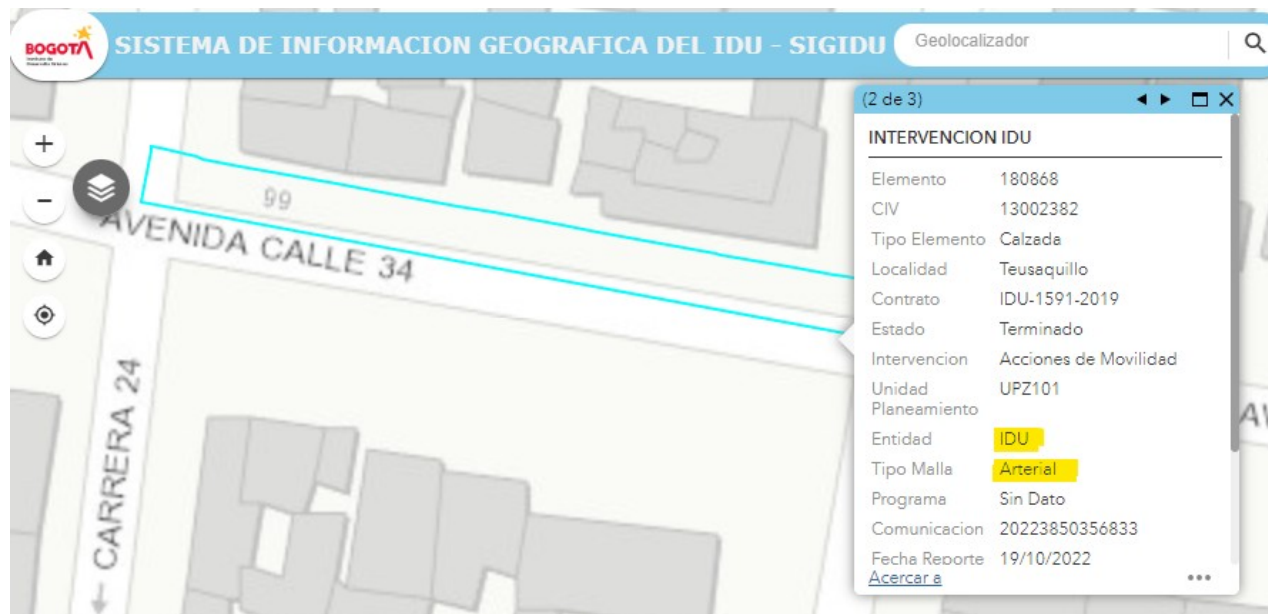 BOGOTÁ
SISTEMA DE INFORMACION GEOGRAFICA DEL IDU - SIGIDU
Geolocalizador
(2 de 3)
INTERVENCION IDU
Elemento 180868
CIV 13002382
Tipo Elemento Calzada
Localidad Teusaquillo
Contrato IDU-1591-2019
Estado Terminado
Intervencion Acciones de Movilidad
Unidad UPZ101
Planeamiento
Entidad IDU
Tipo Malla Arterial
Programa Sin Dato
Comunicacion 20223850356833
Fecha Reporte 19/10/2022
Acercar a
99
AVENIDA CALLE 34
CARRERA 24
AV